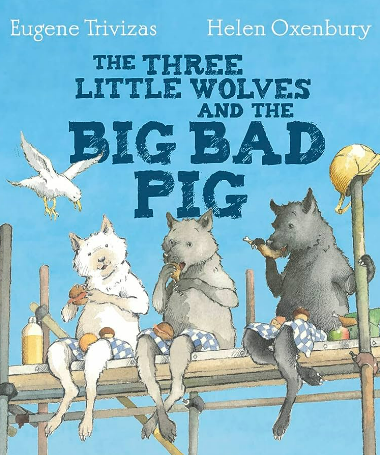 Eugene Trivizas Helen Oxenbury
THE THREE
LITTLE WOLVES
AND THE
BIG BAD
PIG